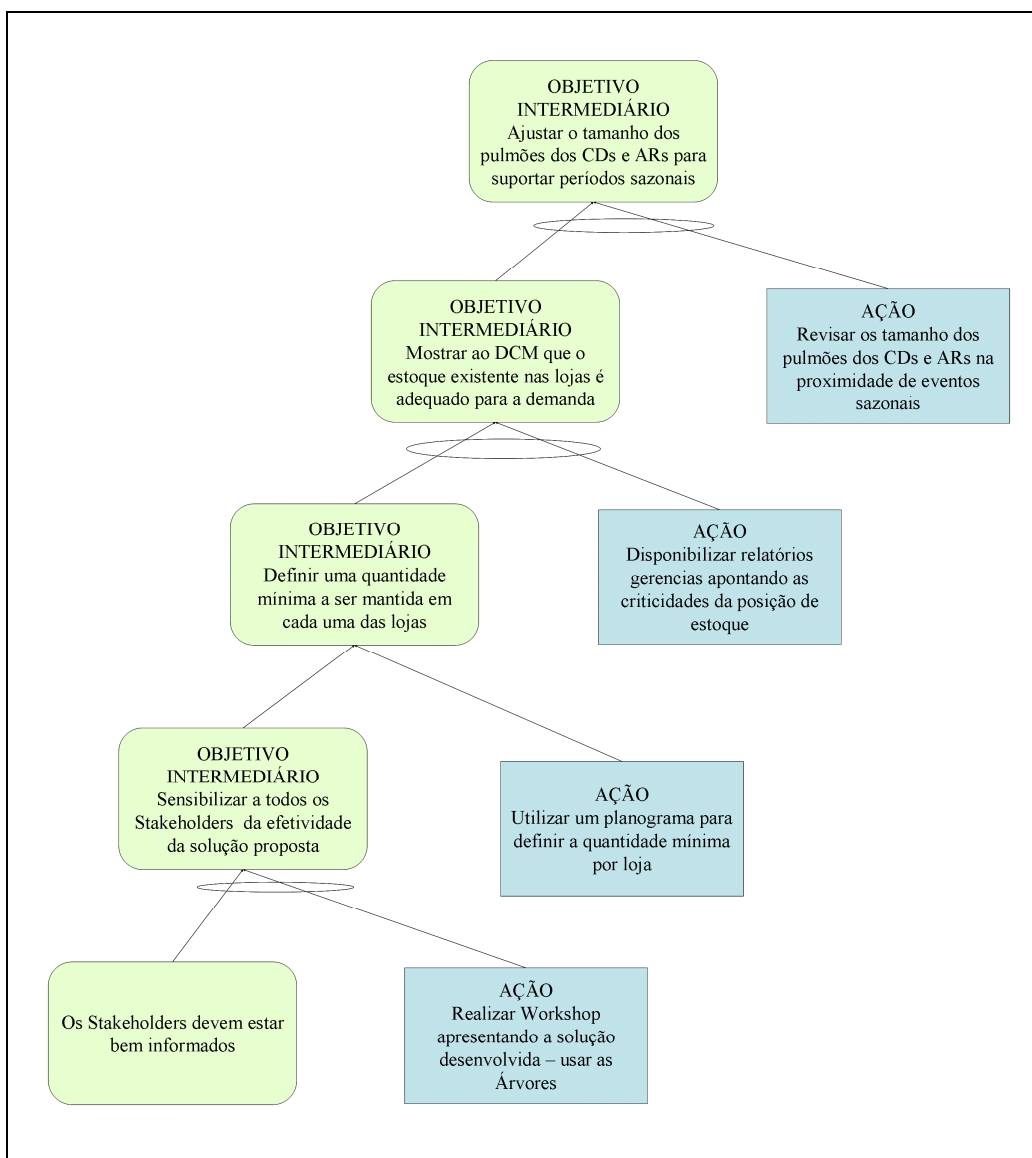 OBJETIVO
INTERMEDIÁRIO
Ajustar o tamanho dos
pulmões dos CDs e ARs para
suportar períodos sazonais
OBJETIVO
INTERMEDIÁRIO
Mostrar ao DCM que o
estoque existente nas lojas é
adequado para a demanda
AÇÃO
Revisar os tamanho dos
pulmões dos CDs e ARs na
proximidade de eventos
sazonais
OBJETIVO
INTERMEDIÁRIO
Definir uma quantidade
mínima a ser mantida em
cada uma das lojas
AÇÃO
Disponibilizar relatórios
gerencias apontando as
criticidades da posição de
estoque
OBJETIVO
INTERMEDIÁRIO
Sensibilizar a todos os
Stakeholders da efetividade
da solução proposta
AÇÃO
Utilizar um planograma para
definir a quantidade mínima
por loja
Os Stakeholders devem estar
bem informados
AÇÃO
Realizar Workshop
apresentando a solução
desenvolvida – usar as
Árvores